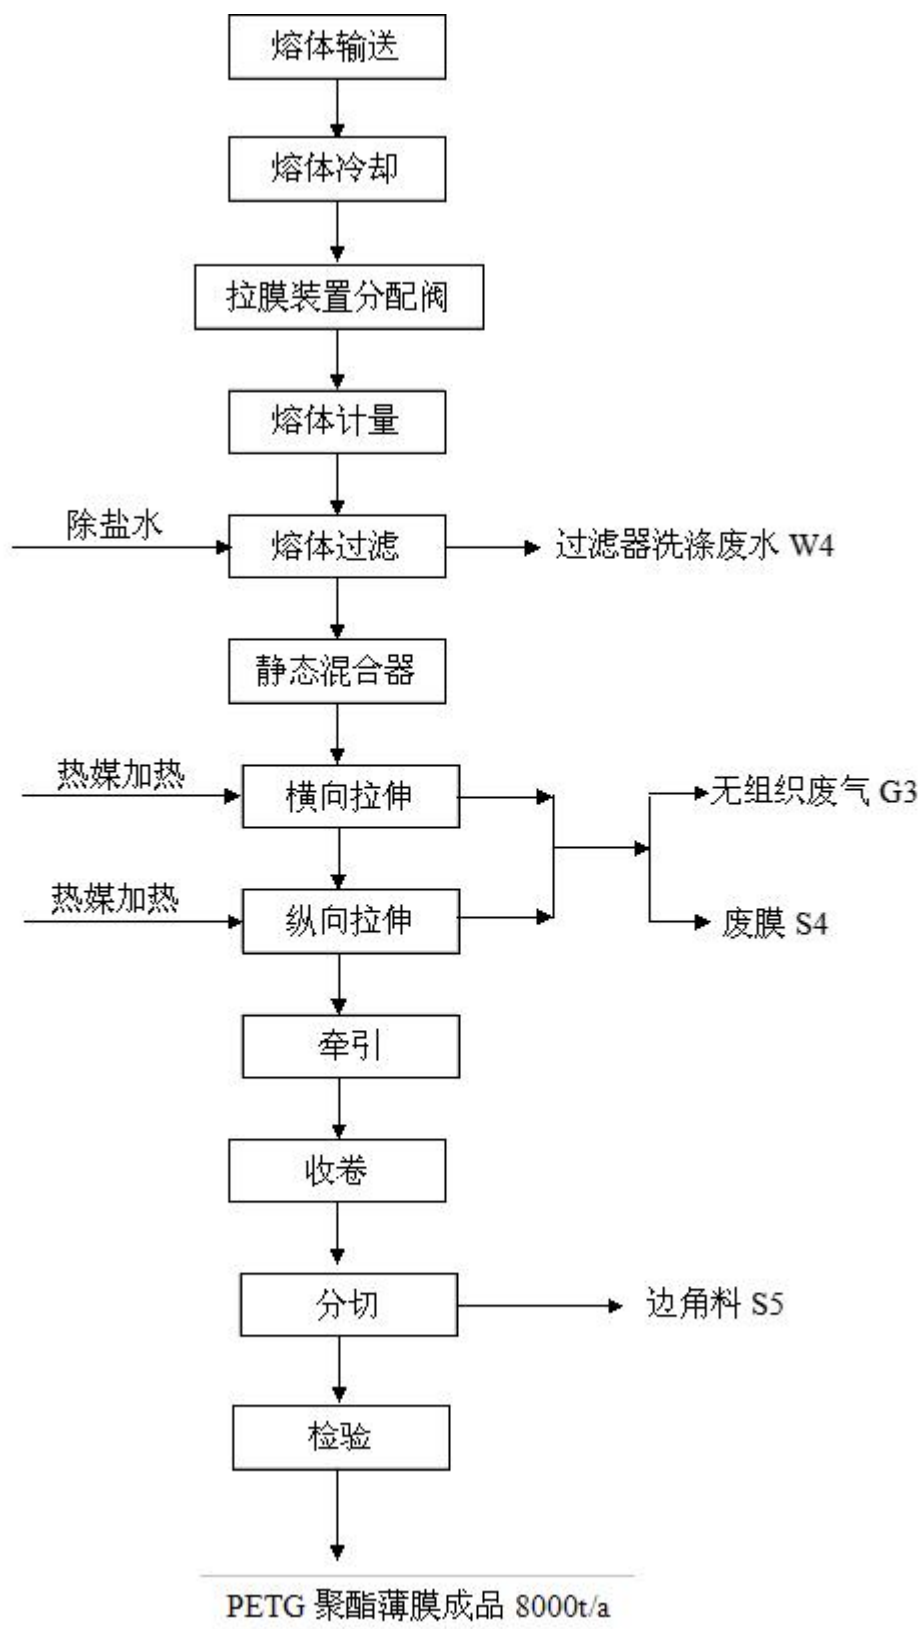 熔体输送
熔体冷却
拉膜装置分配阀
熔体计量
除盐水
熔体过滤
过滤器洗涤废水 W4
静态混合器
热媒加热
横向拉伸
无组织废气 G3
热媒加热
纵向拉伸
废膜 S4
牵引
收卷
分切
边角料 S5
检验
PETG 聚酯薄膜成品 8000t/a